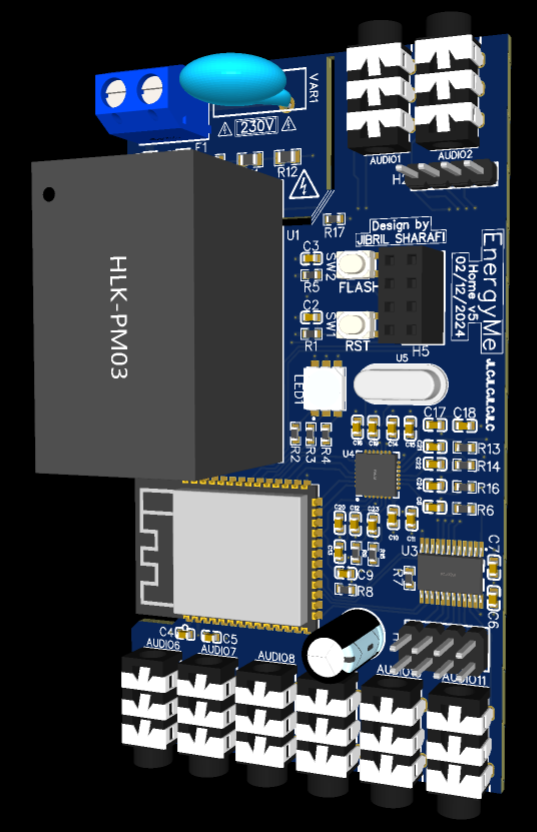 VAR1
230V
F1
AUDIO1
AUDIO2
R12
U1
R17
Design by
JIBRIL SHARAFI
C3
SW2
R5
FLASH
C2
SW1
R1
RST
H5
EnergyMe
Home v5
02/12/2024
HLK-PM03
LED1
U5
C17
C18
R2
R3
R4
U4
R13
R14
R16
R6
U3
C7
R7
C9
R8
C6
C4
C5
AUDIO6
AUDIO7
AUDIO8
AUDIO11